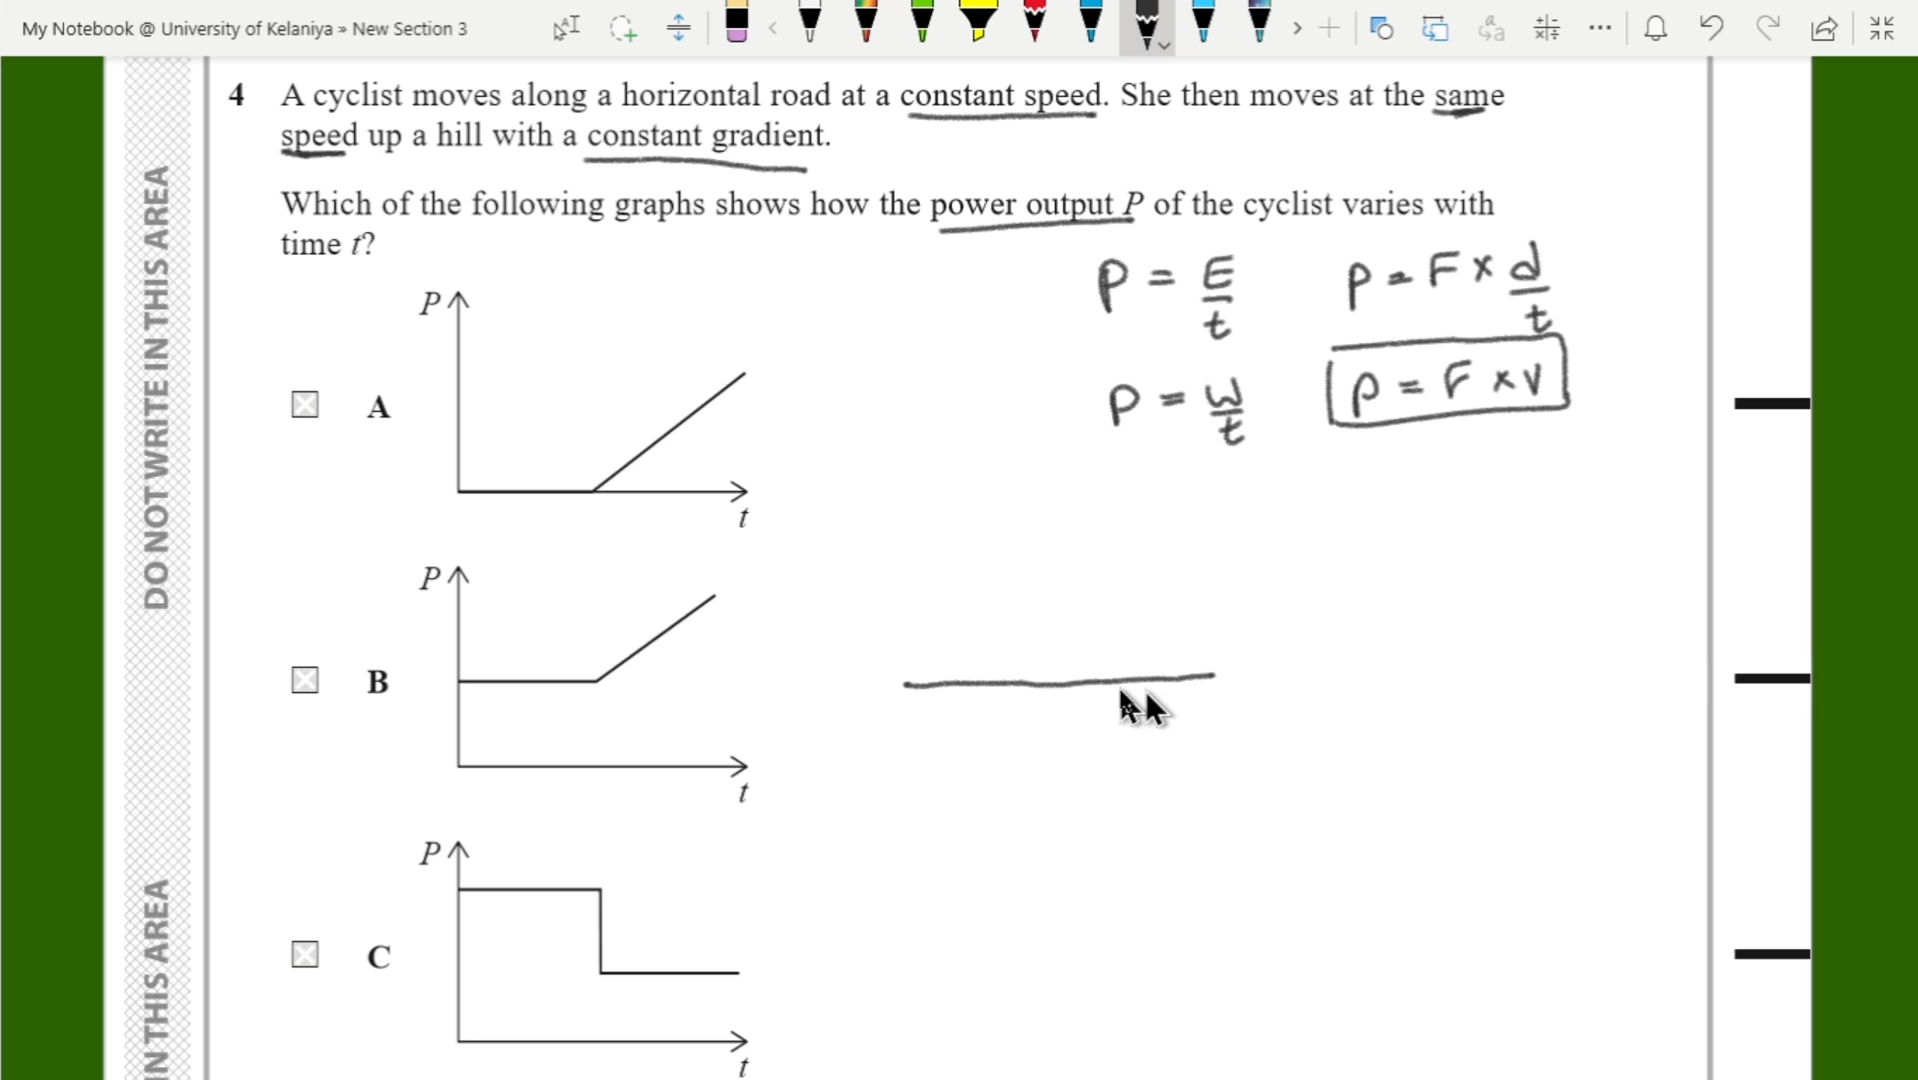 My Notebook @ University of Kelaniya » New Section 3
4 A cyclist moves along a horizontal road at a constant speed. She then moves at the same
speed up a hill with a constant gradient.
Which of the following graphs shows how the power output P of the cyclist varies with
time t?
P = E/t
P = F × d/t
P = W/t
P = F × V
P
A
t
P
B
t
P
C
t
DO NOT WRITE IN THIS AREA
IN THIS AREA